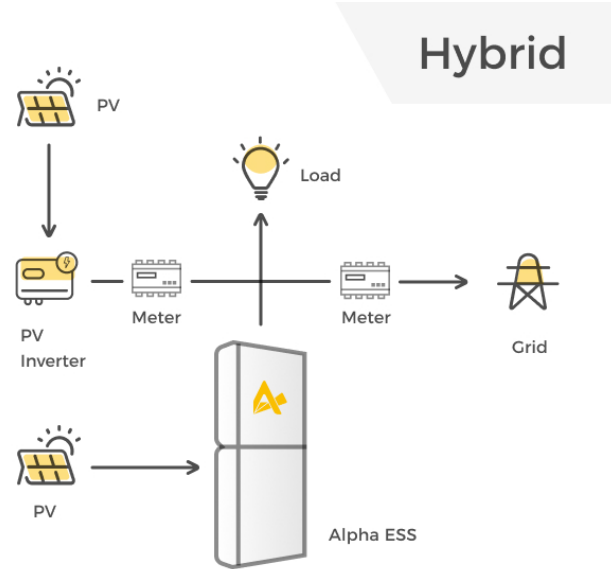 Hybrid
PV
Load
Meter
Meter
PV
Inverter
Grid
PV
Alpha ESS